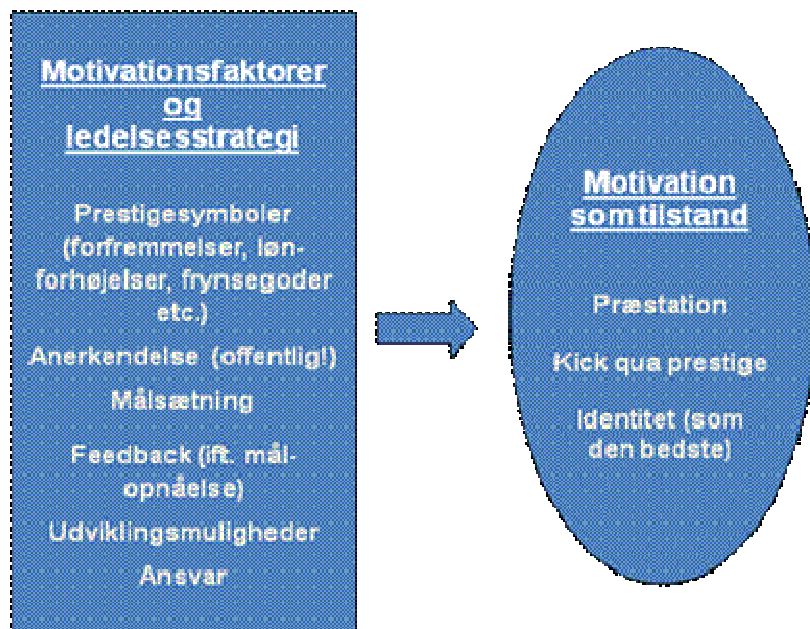 Motivationsfaktorer
og
ledelsesstrategi
Prestigesymboler
(forfremmelser, løn-
forhøjelser, frynsegoder
etc.)
Anerkendelse (offentlig!)
Målsætning
Feedback (ift. mål-
opnåelse)
Udviklingsmuligheder
Ansvar
Motivation
som tilstand
Præstation
Kick qua prestige
Identitet (som
den bedste)